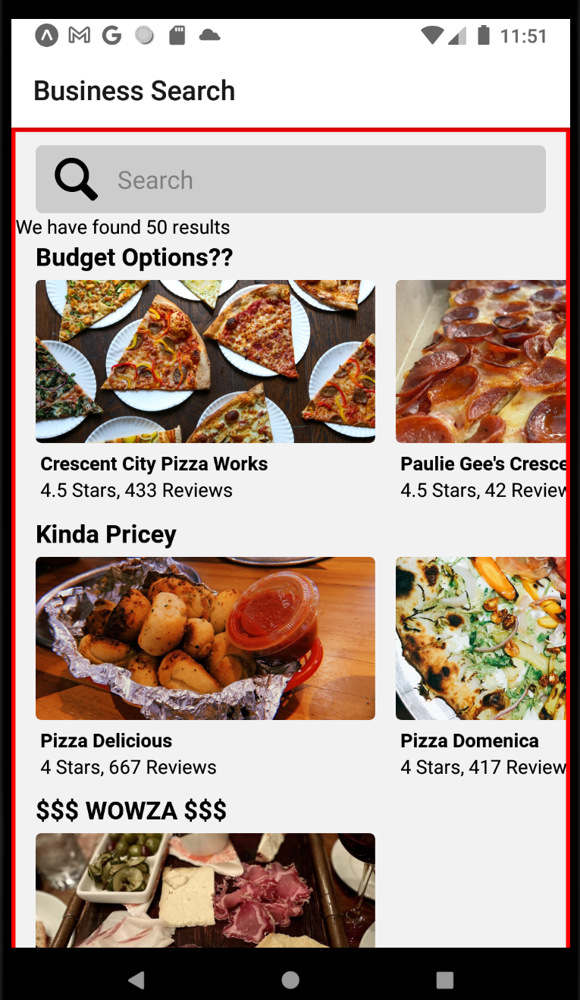 11:51
Business Search
Search
We have found 50 results
Budget Options??
Crescent City Pizza Works
4.5 Stars, 433 Reviews
Paulie Gee's Cresce
4.5 Stars, 42 Review
Kinda Pricey
Pizza Delicious
4 Stars, 667 Reviews
Pizza Domenica
4 Stars, 417 Review
$$$ WOWZA $$$